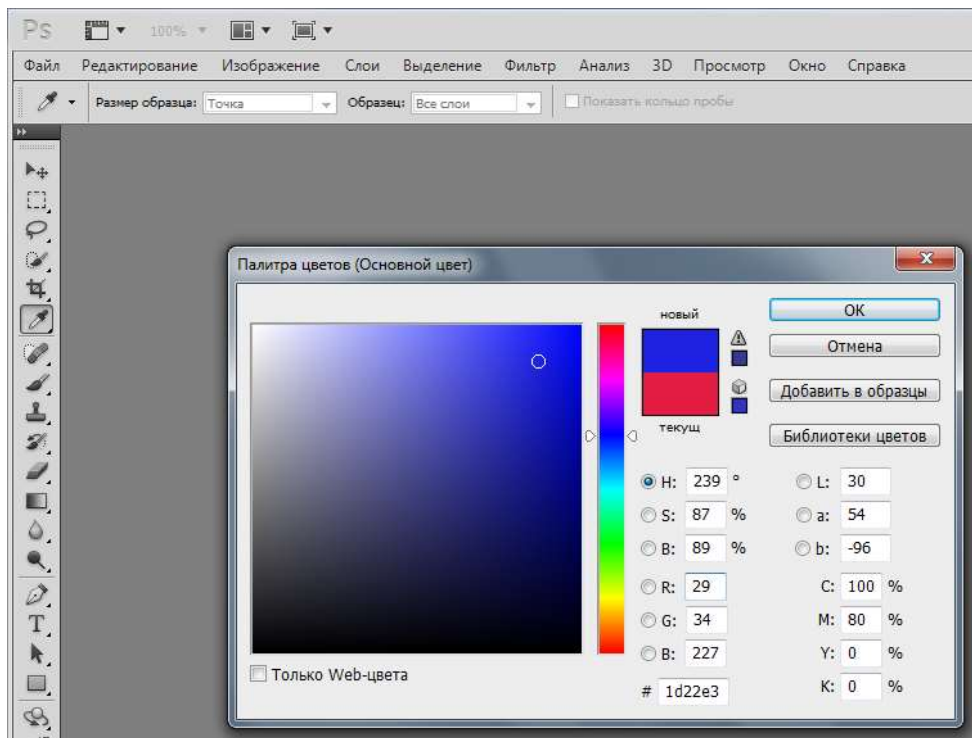 Ps 100%
Файл Редактирование Изображение Слои Выделение Фильтр Анализ 3D Просмотр Окно Справка
Размер образца: Точка Образец: Все слои Показать кольцо пробы
Палитра цветов (Основной цвет)
новый
текущ
OK
Отмена
Добавить в образцы
Библиотеки цветов
H: 239 ° L: 30
S: 87 % a: 54
B: 89 % b: -96
R: 29 C: 100 %
G: 34 M: 80 %
B: 227 Y: 0 %
# 1d22e3 K: 0 %
Только Web-цвета